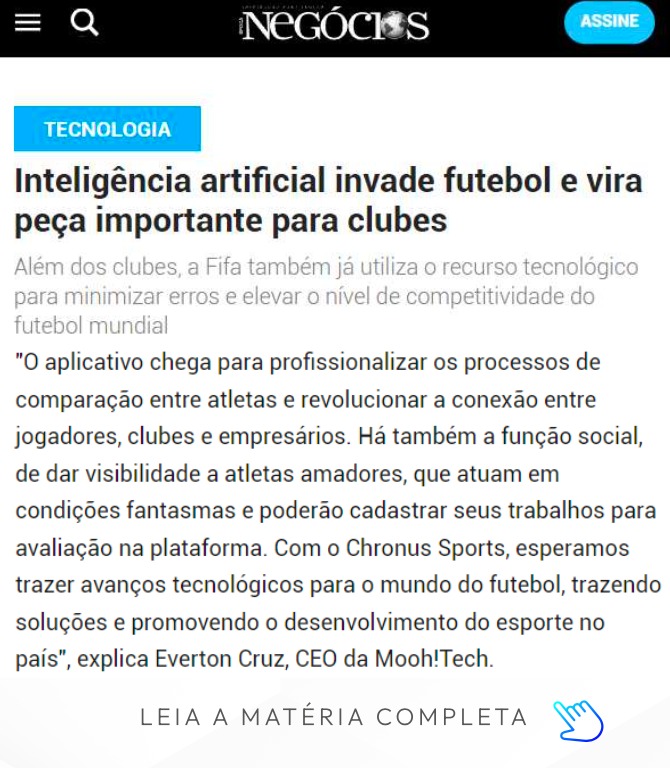 NEGÓCIOS
ASSINE
TECNOLOGIA
Inteligência artificial invade futebol e vira
peça importante para clubes
Além dos clubes, a Fifa também já utiliza o recurso tecnológico
para minimizar erros e elevar o nível de competitividade do
futebol mundial
"O aplicativo chega para profissionalizar os processos de
comparação entre atletas e revolucionar a conexão entre
jogadores, clubes e empresários. Há também a função social,
de dar visibilidade a atletas amadores, que atuam em
condições fantasmas e poderão cadastrar seus trabalhos para
avaliação na plataforma. Com o Chronus Sports, esperamos
trazer avanços tecnológicos para o mundo do futebol, trazendo
soluções e promovendo o desenvolvimento do esporte no
país", explica Everton Cruz, CEO da Mooh!Tech.
LEIA A MATÉRIA COMPLETA